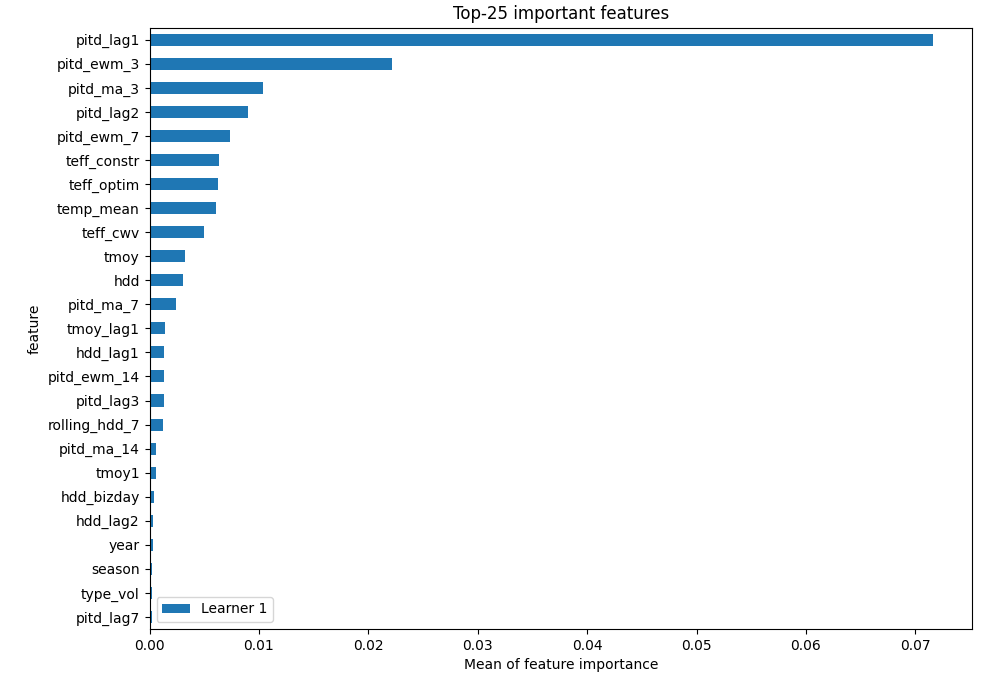 Top-25 important features
pitd_lag1
pitd_ewm_3
pitd_ma_3
pitd_lag2
pitd_ewm_7
teff_constr
teff_optim
temp_mean
teff_cwv
tmoy
hdd
pitd_ma_7
tmoy_lag1
hdd_lag1
pitd_ewm_14
pitd_lag3
rolling_hdd_7
pitd_ma_14
tmoy1
hdd_bizday
hdd_lag2
year
season
type_vol
pitd_lag7
feature
Learner 1
0.00 0.01 0.02 0.03 0.04 0.05 0.06 0.07
Mean of feature importance